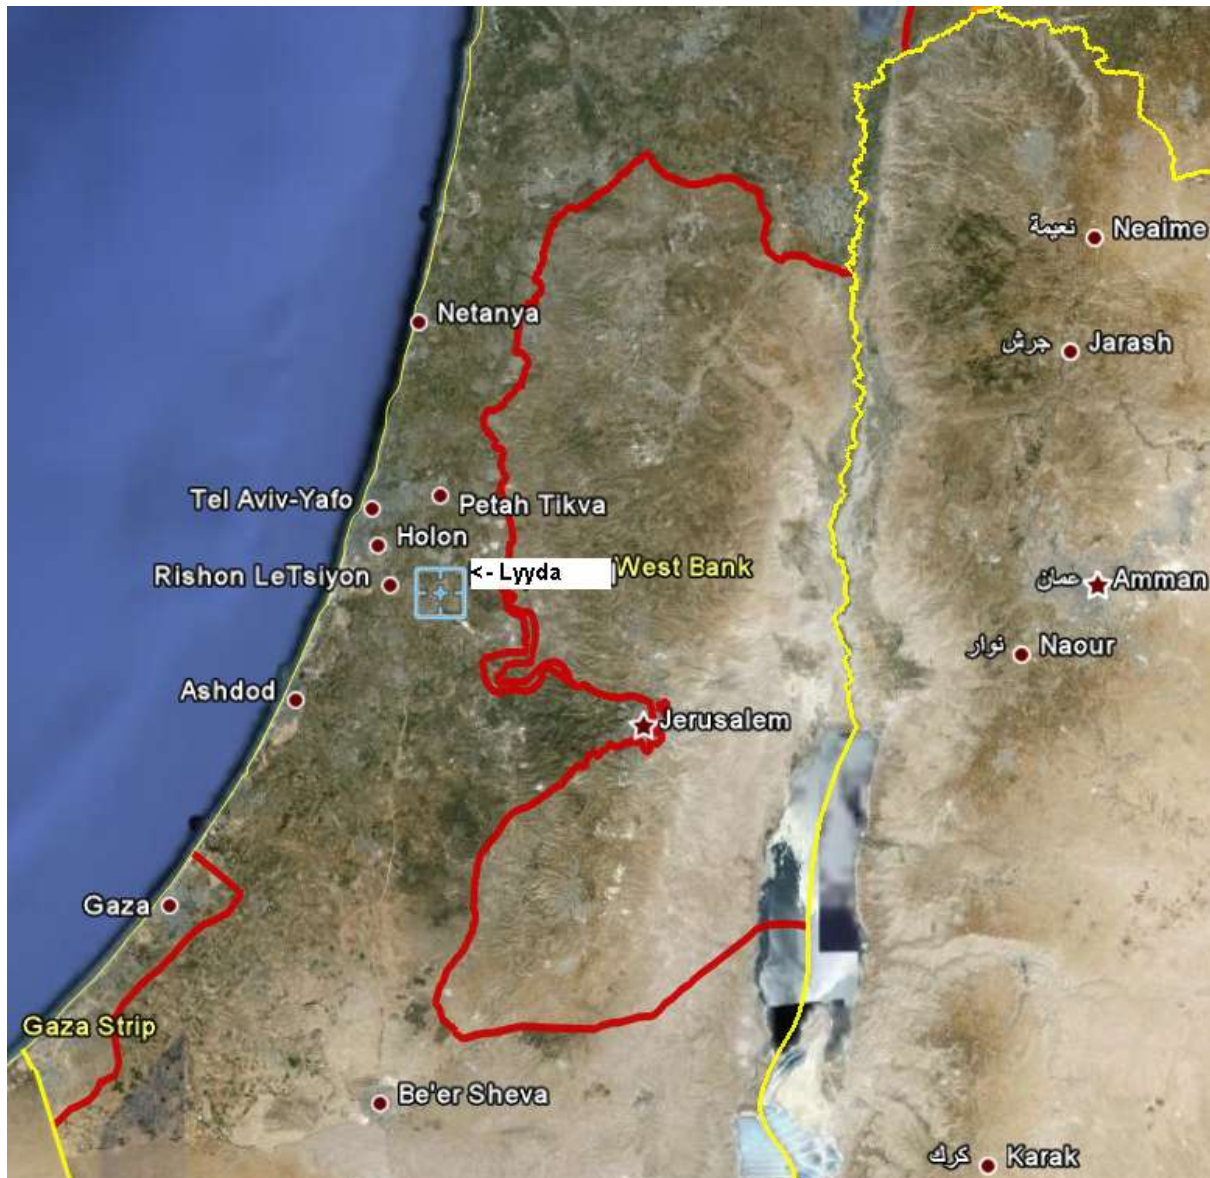 نعيمة Neaime
Netanya
جرش Jarash
Tel Aviv-Yafo
Petah Tikva
Holon
<- Lyyda
West Bank
Rishon LeTsiyon
عمان Amman
نوار Naour
Ashdod
Jerusalem
Gaza
Gaza Strip
Be'er Sheva
كرك Karak